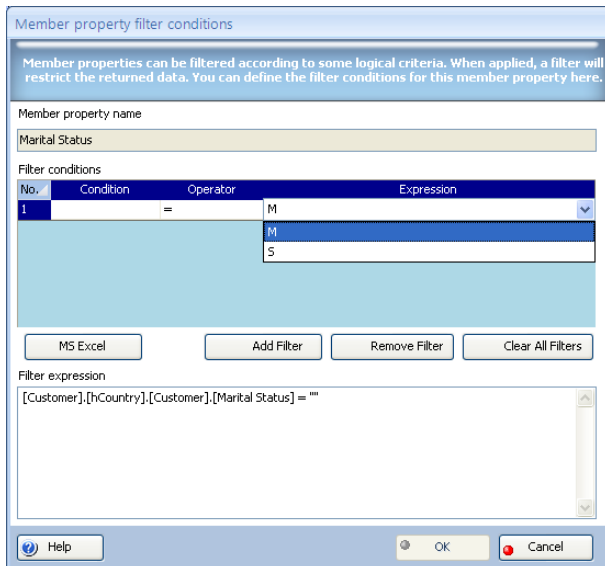 Member property filter conditions
Member properties can be filtered according to some logical criteria. When applied, a filter will
restrict the returned data. You can define the filter conditions for this member property here.
Member property name
Marital Status
Filter conditions
No. Condition Operator Expression
1 = M
M
S
MS Excel Add Filter Remove Filter Clear All Filters
Filter expression
[Customer].[hCountry].[Customer].[Marital Status] = ""
Help OK Cancel